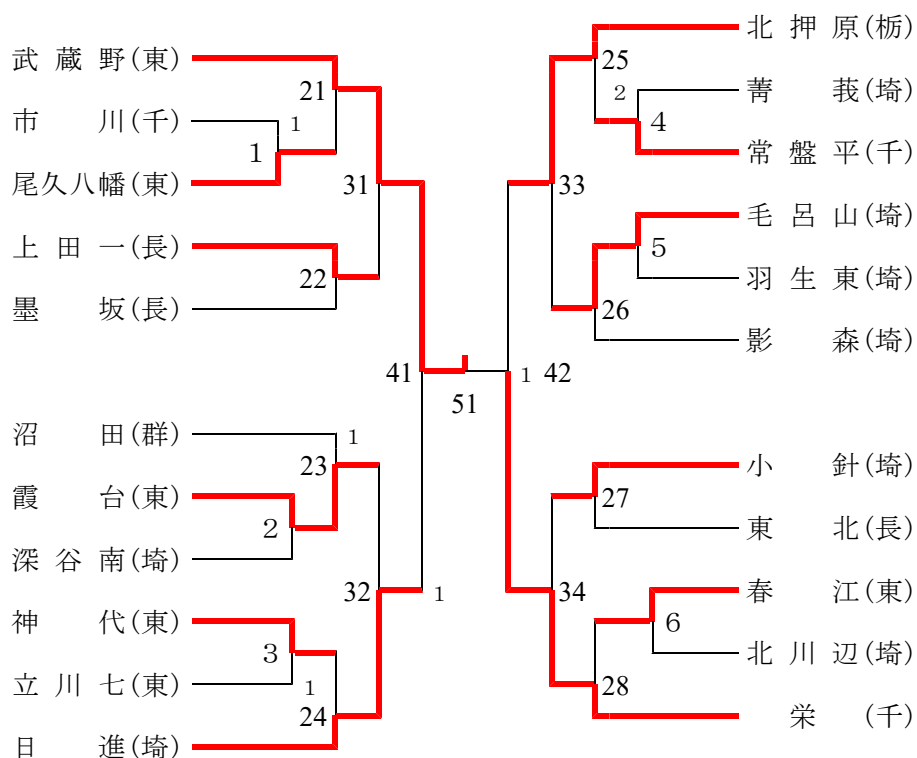 武蔵野(東)
21
市川(千)
1
1
尾久八幡(東)
31
上田一(長)
22
墨坂(長)
41
51
沼田(群)
1
23
霞台(東)
2
深谷南(埼)
32
1
神代(東)
3
立川七(東)
1
24
日進(埼)
北押原(栃)
25
菁莪(埼)
2
4
常盤平(千)
33
毛呂山(埼)
5
羽生東(埼)
26
影森(埼)
1
42
小針(埼)
27
東北(長)
34
春江(東)
6
北川辺(埼)
28
栄(千)